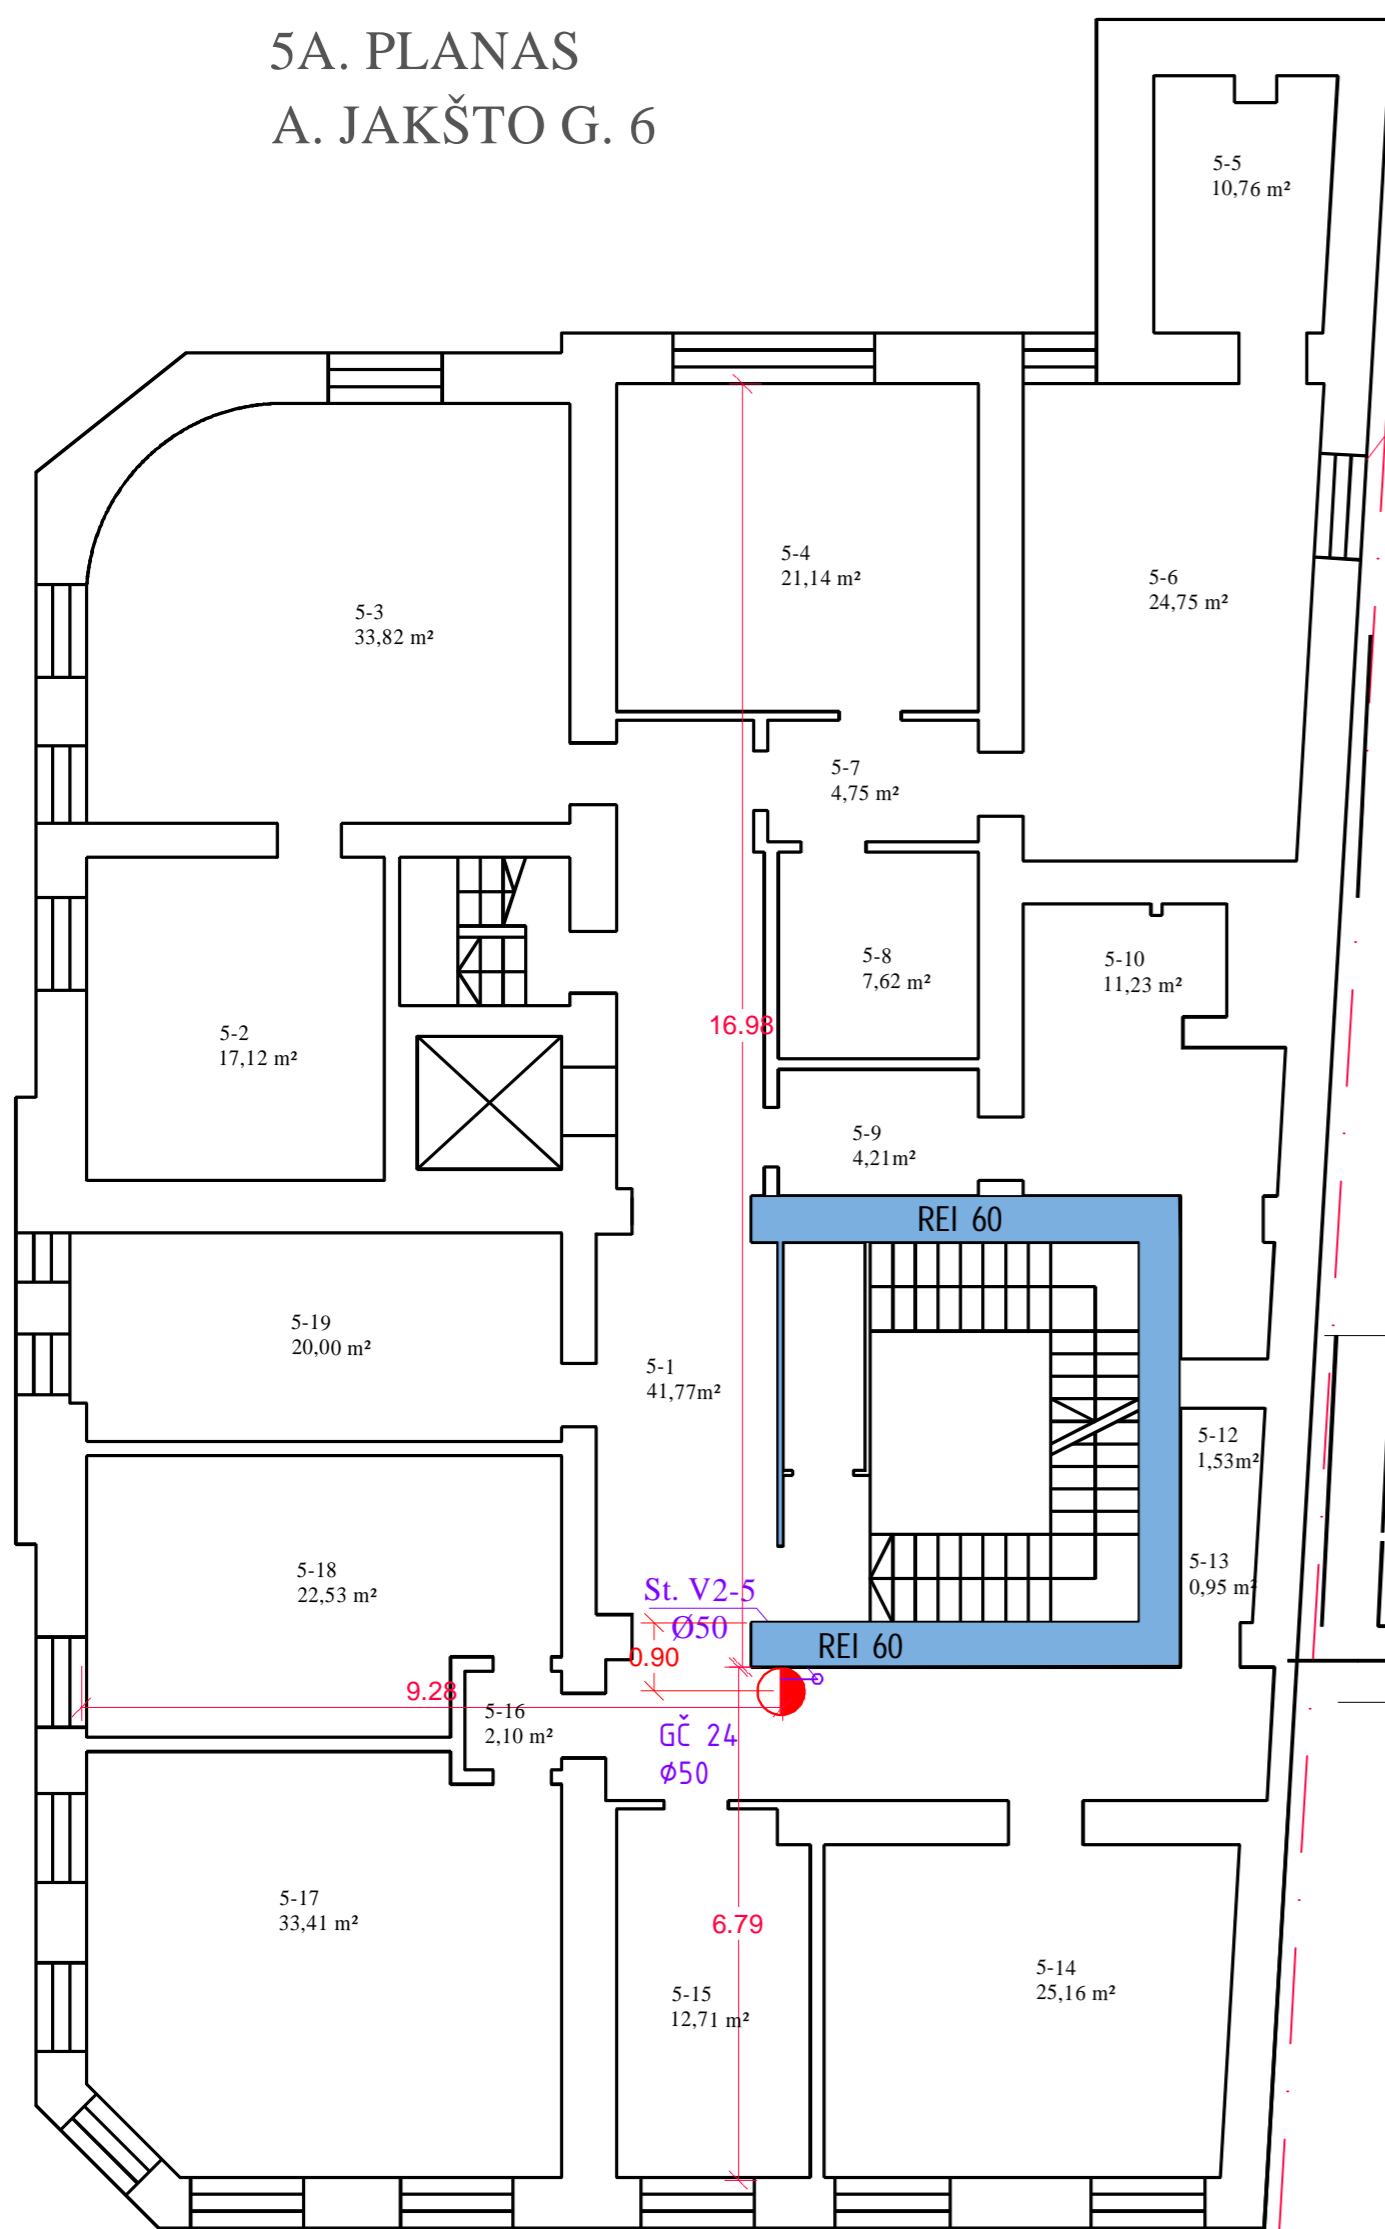 5A. PLANAS
A. JAKŠTO G. 6
5-5
10,76 m²
5-4
21,14 m²
5-6
24,75 m²
5-3
33,82 m²
5-7
4,75 m²
5-8
7,62 m²
5-10
11,23 m²
16.98
5-2
17,12 m²
5-9
4,21m²
REI 60
5-19
20,00 m²
5-1
41,77m²
5-12
1,53m²
5-18
22,53 m²
5-13
0,95 m²
St. V2-5
Ø50
REI 60
0.90
9.28
5-16
2,10 m²
GČ 24
Ø50
5-17
33,41 m²
6.79
5-15
12,71 m²
5-14
25,16 m²